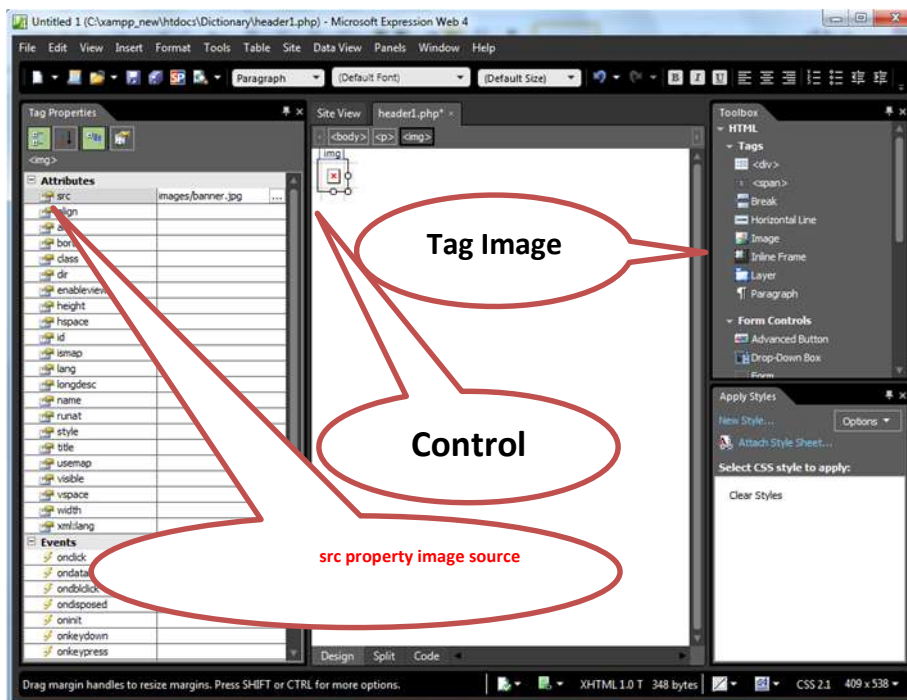 Untitled 1 (C:\xampp_new\htdocs\Dictionary\header1.php) - Microsoft Expression Web 4
File Edit View Insert Format Tools Table Site Data View Panels Window Help
Paragraph (Default Font) (Default Size) B I U
Tag Properties
<img>
Attributes
src images/banner.jpg ...
align
class
dir
height
hspace
id
ismap
lang
longdesc
name
runat
style
title
usemap
visible
vspace
width
xml:lang
Events
onclick
ondblclick
ondisposed
oninit
onkeydown
onkeypress
Site View header1.php*
<body> <p> <img>
img
Tag Image
Control
src property image source
Design Split Code
Toolbox
HTML
Tags
<div>
<span>
Break
Horizontal Line
Image
Inline Frame
Layer
Paragraph
Form Controls
Advanced Button
Drop-Down Box
Form
Apply Styles
New Style...
Options
Attach Style Sheet...
Select CSS style to apply:
Clear Styles
Drag margin handles to resize margins. Press SHIFT or CTRL for more options. XHTML 1.0 T 348 bytes CSS 2.1 409 x 538